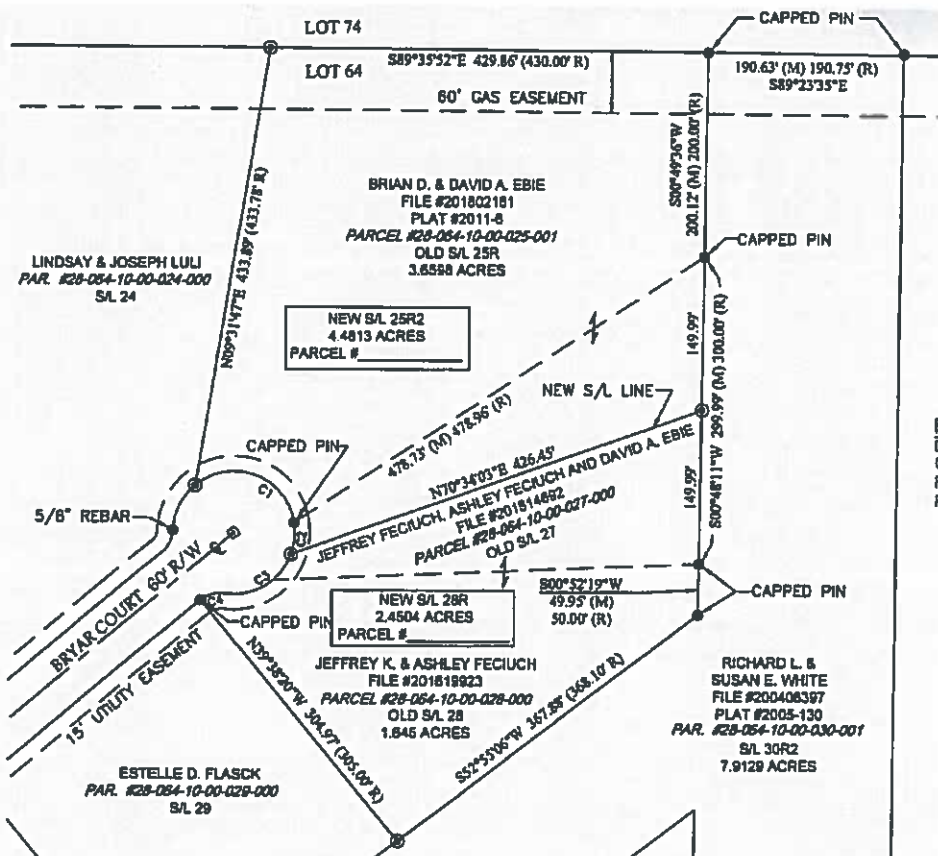 LOT 74
CAPPED PIN
LOT 64
S89°35'52"E 429.86' (430.00' R)
190.63' (M) 190.75' (R)
S89°23'35"E
60' GAS EASEMENT
S00°49'36"W
200.12' (M) 200.00' (R)
BRIAN D. & DAVID A. EBIE
FILE #201802181
PLAT #2011-6
PARCEL #28-064-10-00-025-001
OLD S/L 25R
3.6598 ACRES
CAPPED PIN
LINDSAY & JOSEPH LULI
PAR. #28-064-10-00-024-000
S/L 24
N09°31'47"E 433.89' (433.78' R)
NEW S/L 25R2
4.4813 ACRES
PARCEL #
149.99'
S00°48'11"W 299.99' (M) 300.00' (R)
NEW S/L LINE
478.73' (M) 478.96' (R)
CAPPED PIN
C1
N70°34'03"E 426.45'
JEFFREY FECIUCH, ASHLEY FECIUCH AND DAVID A. EBIE
FILE #201814692
PARCEL #28-064-10-00-027-000
OLD S/L 27
149.99'
5/8" REBAR
C3
C4
BRYAR COURT 60' R/W
15' UTILITY EASEMENT
CAPPED PIN
S00°52'19"W
49.95' (M)
50.00' (R)
CAPPED PIN
NEW S/L 28R
2.4504 ACRES
PARCEL #
JEFFREY K. & ASHLEY FECIUCH
FILE #201619923
PARCEL #28-064-10-00-028-000
OLD S/L 28
1.645 ACRES
N39°38'20"W 304.97' (305.00' R)
S52°53'06"W 367.88' (368.10' R)
RICHARD L. &
SUSAN E. WHITE
FILE #200408397
PLAT #2005-130
PAR. #28-064-10-00-030-001
S/L 30R2
7.9129 ACRES
ESTELLE D. FLASCK
PAR. #28-064-10-00-029-000
S/L 29